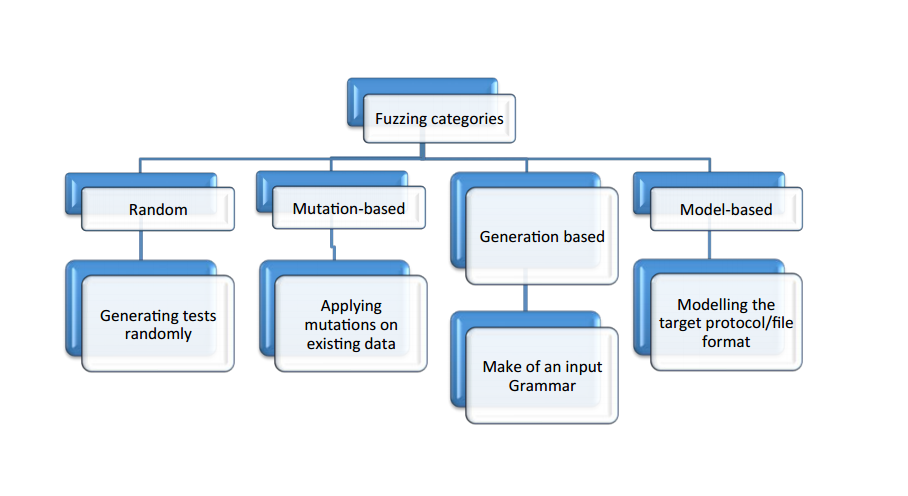 Fuzzing categories
Random
Mutation-based
Generation based
Model-based
Generating tests
randomly
Applying
mutations on
existing data
Make of an input
Grammar
Modelling the
target protocol/file
format